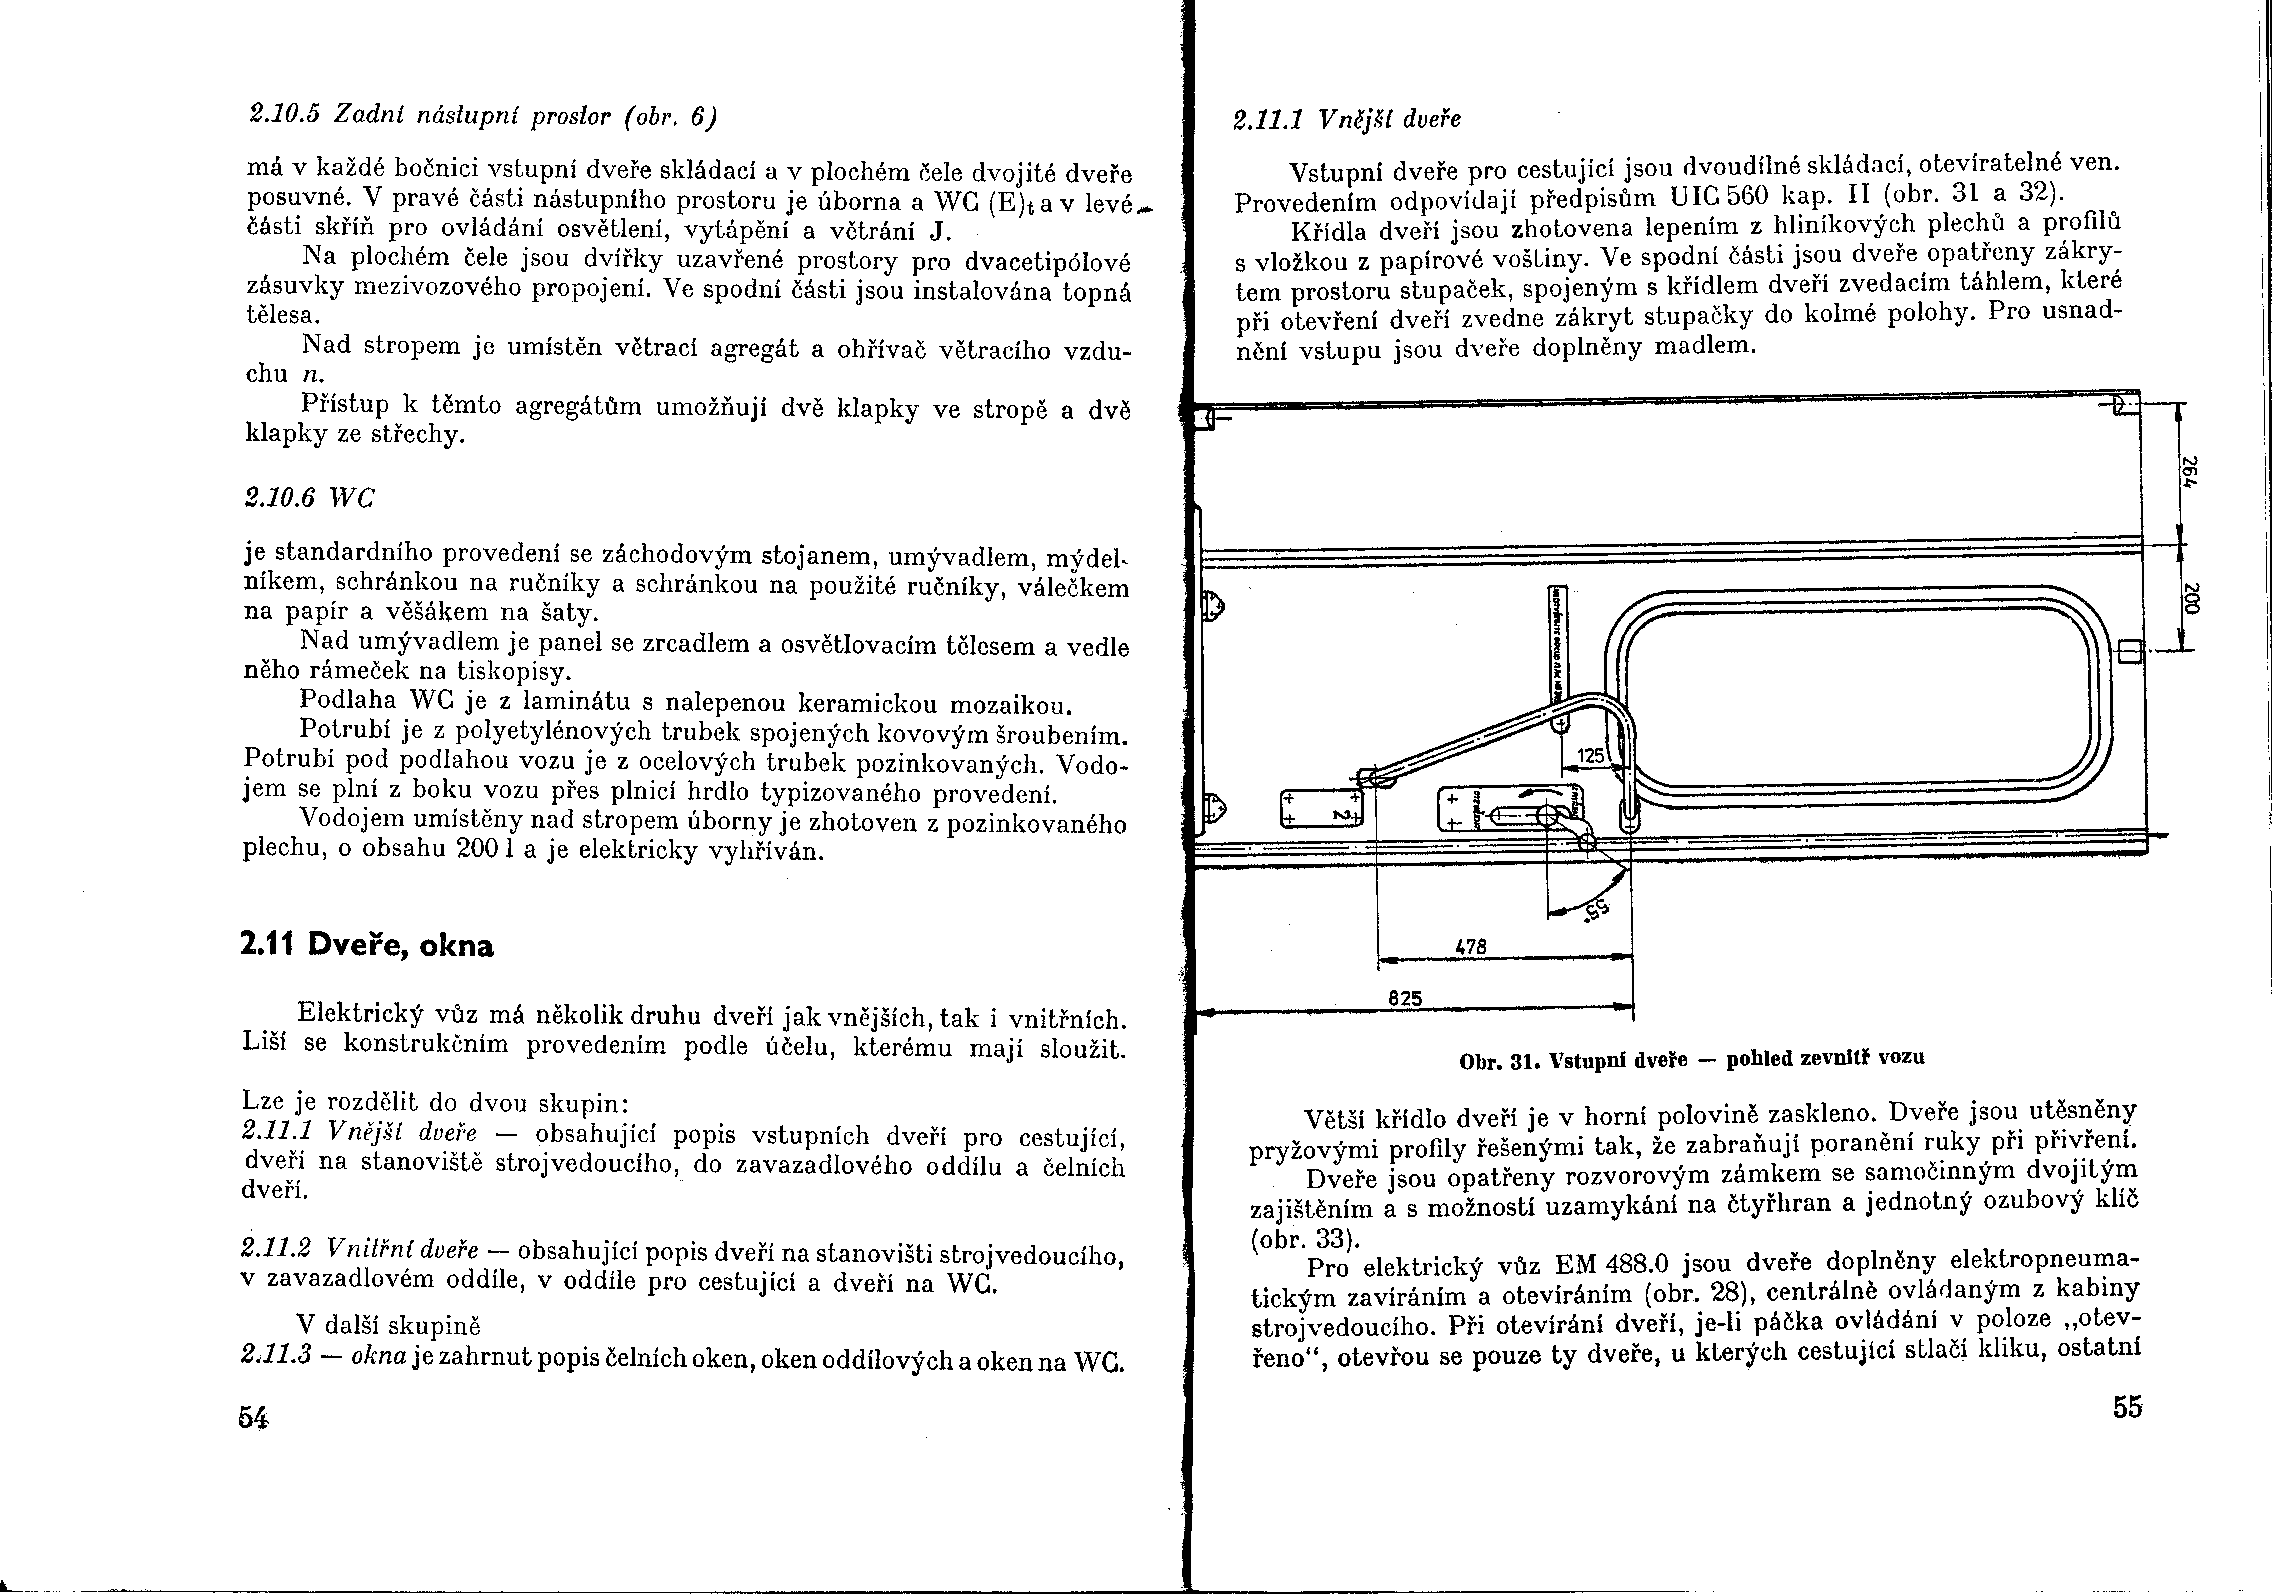 2.10.5 Zadní nástupní prostor (obr. 6)
má v každé bočnici vstupní dveře skládací a v plochém čele dvojité dveře
posuvné. V pravé části nástupního prostoru je úborna a WC (E), a v levé
části skříň pro ovládání osvětlení, vytápění a větrání J.
Na plochém čele jsou dvířky uzavřené prostory pro dvacetipólové
zásuvky mezivozového propojení. Ve spodní části jsou instalována topná
tělesa.
Nad stropem je umístěn větrací agregát a ohřívač větracího vzdu-
chu n.
Přístup k těmto agregátům umožňují dvě klapky ve stropě a dvě
klapky ze střechy.
2.10.6 WC
je standardního provedení se záchodovým stojanem, umývadlem, mýdel-
níkem, schránkou na ručníky a schránkou na použité ručníky, válečkem
na papír a věšákem na šaty.
Nad umývadlem je panel se zrcadlem a osvětlovacím tělesem a vedle
něho rámeček na tiskopisy.
Podlaha WC je z laminátu s nalepenou keramickou mozaikou.
Potrubí je z polyetylénových trubek spojených kovovým šroubením.
Potrubí pod podlahou vozu je z ocelových trubek pozinkovaných. Vodo-
jem se plní z boku vozu přes plnicí hrdlo typizovaného provedení.
Vodojem umístěny nad stropem úborny je zhotoven z pozinkovaného
plechu, o obsahu 200 l a je elektricky vyhříván.
2.11 Dveře, okna
Elektrický vůz má několik druhu dveří jak vnějších, tak i vnitřních.
Liší se konstrukčním provedením podle účelu, kterému mají sloužit.
Lze je rozdělit do dvou skupin:
2.11.1 Vnější dveře — obsahující popis vstupních dveří pro cestující,
dveří na stanoviště strojvedoucího, do zavazadlového oddílu a čelních
dveří.
2.11.2 Vnitřní dveře — obsahující popis dveří na stanovišti strojvedoucího,
v zavazadlovém oddíle, v oddíle pro cestující a dveří na WC.
V další skupině
2.11.3 — okna je zahrnut popis čelních oken, oken oddílových a oken na WC.
54
2.11.1 Vnější dveře
Vstupní dveře pro cestující jsou dvoudílné skládací, otevíratelné ven.
Provedením odpovídají předpisům UIC 560 kap. II (obr. 31 a 32).
Křídla dveří jsou zhotovena lepením z hliníkových plechů a profilů
s vložkou z papírové voštiny. Ve spodní části jsou dveře opatřeny zákry-
tem prostoru stupaček, spojeným s křídlem dveří zvedacím táhlem, které
při otevření dveří zvedne zákryt stupačky do kolmé polohy. Pro usnad-
nění vstupu jsou dveře doplněny madlem.
264
200
125
2
55°
478
825
Obr. 31. Vstupní dveře — pohled zevnitř vozu
Větší křídlo dveří je v horní polovině zaskleno. Dveře jsou utěsněny
pryžovými profily řešenými tak, že zabraňují poranění ruky při přivření.
Dveře jsou opatřeny rozvorovým zámkem se samočinným dvojitým
zajištěním a s možností uzamykání na čtyřhran a jednotný ozubový klíč
(obr. 33).
Pro elektrický vůz EM 488.0 jsou dveře doplněny elektropneuma-
tickým zavíráním a otevíráním (obr. 28), centrálně ovládaným z kabiny
strojvedoucího. Při otevírání dveří, je-li páčka ovládání v poloze „otev-
řeno“, otevřou se pouze ty dveře, u kterých cestující stlačí kliku, ostatní
55